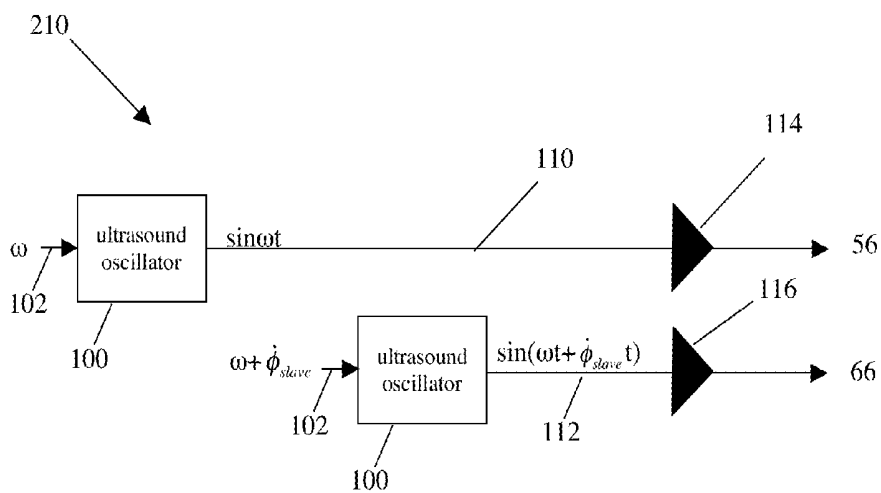 210
114
110
ultrasound
oscillator
sinωt
ω
56
102
116
100
ω+ϕ̇slave
ultrasound
oscillator
sin(ωt+ϕ̇slavet)
66
102
112
100